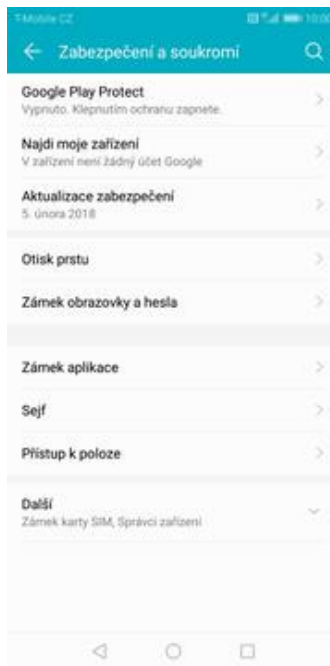 T-Mobile CZ 10:00
Zabezpečení a soukromí
Google Play Protect
Vypnuto. Klepnutím ochranu zapnete.
Najdi moje zařízení
V zařízení není žádný účet Google
Aktualizace zabezpečení
5. února 2018
Otisk prstu
Zámek obrazovky a hesla
Zámek aplikace
Sejf
Přístup k poloze
Další
Zámek karty SIM, Správci zařízení